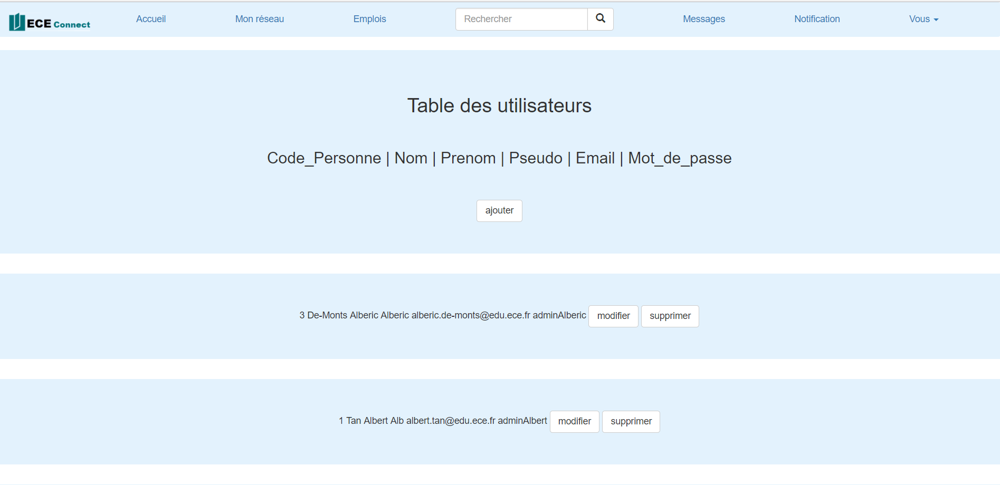 ECE Connect Accueil Mon réseau Emplois Rechercher Messages Notification Vous
Table des utilisateurs
Code_Personne | Nom | Prenom | Pseudo | Email | Mot_de_passe
ajouter
3 De-Monts Alberic Alberic alberic.de-monts@edu.ece.fr adminAlberic modifier supprimer
1 Tan Albert Alb albert.tan@edu.ece.fr adminAlbert modifier supprimer